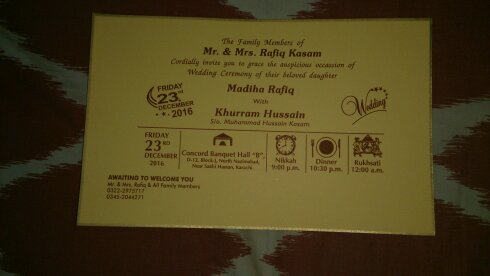 The Family Members of
Mr. & Mrs. Rafiq Kasam
Cordially invite you to grace the auspicious occasion of
Wedding Ceremony of their beloved daughter
Madiha Rafiq
With
Khurram Hussain
S/o. Muhammad Hussain Kasam
FRIDAY
23RD
DECEMBER
2016
Wedding
FRIDAY
23RD
DECEMBER
2016
Concord Banquet Hall "B",
D-12, Block-J, North Nazimabad,
Near Sakhi Hassan, Karachi.
Nikkah
9:00 p.m.
Dinner
10:30 p.m.
Rukhsati
12:00 a.m.
AWAITING TO WELCOME YOU
Mr. & Mrs. Rafiq & All Family Members
0322-2975717
0345-2044271